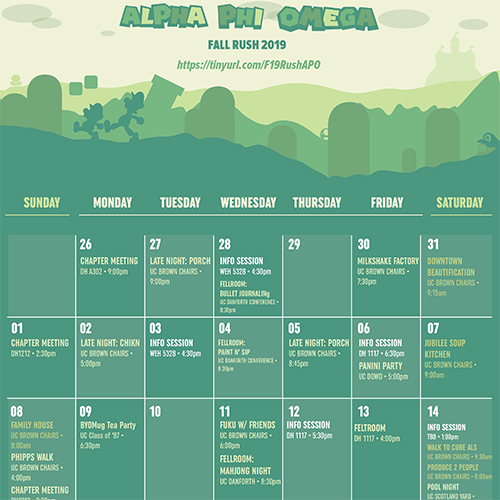 ALPHA PHI OMEGA
FALL RUSH 2019
https://tinyurl.com/F19RushAPO
SUNDAY MONDAY TUESDAY WEDNESDAY THURSDAY FRIDAY SATURDAY
26
CHAPTER MEETING
DH A302 • 9:00pm
27
LATE NIGHT: PORCH
UC BROWN CHAIRS •
9:00pm
28
INFO SESSION
WEH 5328 • 4:30pm
FELLROOM:
BULLET JOURNALINg
UC DANFORTH CONFERENCE •
8:30pm
29
30
MILKSHAKE FACTORY
UC BROWN CHAIRS •
7:30pm
31
DOWNTOWN
BEAUTIFICATION
UC BROWN CHAIRS •
9:15am
01
CHAPTER MEETING
DH1212 • 2:30pm
02
LATE NIGHT: CHIKN
UC BROWN CHAIRS •
5:00pm
03
INFO SESSION
WEH 5328 • 4:30pm
04
FELLROOM:
PAINT N' SIP
UC DANFORTH CONFERENCE •
8:30pm
05
LATE NIGHT: PORCH
UC BROWN CHAIRS •
8:45pm
06
INFO SESSION
DH 1117 • 6:30pm
PANINI PARTY
UC DOWD • 5:00pm
07
JUBILEE SOUP
KITCHEN
UC BROWN CHAIRS •
9:00am
08
FAMILY HOUSE
UC BROWN CHAIRS •
8:00am
PHIPPS WALK
UC BROWN CHAIRS •
4:00pm
CHAPTER MEETING
09
BYOMug Tea Party
UC Class of '87 •
6:30pm
10
11
FUKU W/ FRIENDS
UC BROWN CHAIRS •
6:00pm
FELLROOM:
MAHJONG NIGHT
UC DANFORTH • 8:30pm
12
INFO SESSION
DH 1117 • 5:30pm
13
FELTROOM
DH 1117 • 4:00pm
14
INFO SESSION
TBD • 1:00pm
WALK TO CURE ALS
UC BROWN CHAIRS • 9:30am
PRODUCE 2 PEOPLE
UC BROWN CHAIRS • 8:00am
POOL NIGHT
UC SCOTLAND YARD •